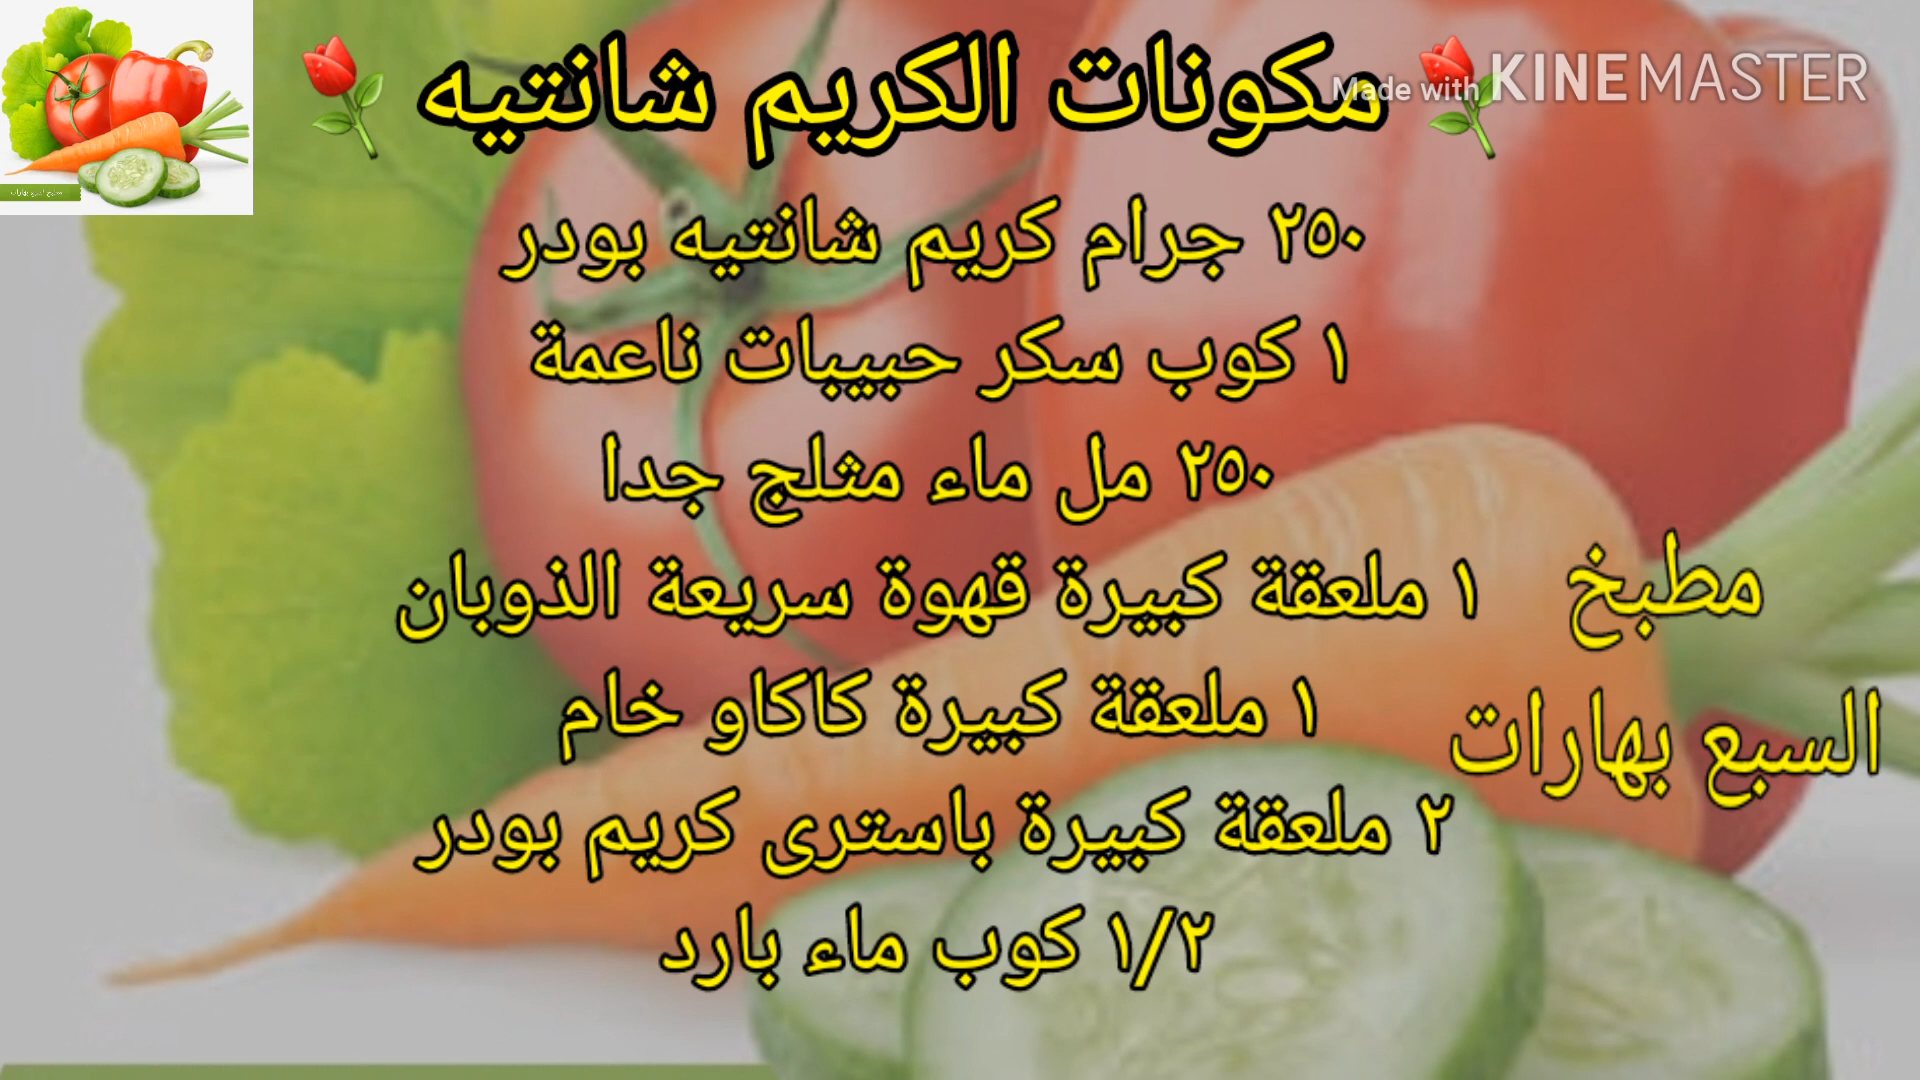 مكونات الكريم شانتيه
Made with KINEMASTER
٢٥٠ جرام كريم شانتيه بودر
١ كوب سكر حبيبات ناعمة
٢٥٠ مل ماء مثلج جدا
١ ملعقة كبيرة قهوة سريعة الذوبان
١ ملعقة كبيرة كاكاو خام
٢ ملعقة كبيرة باسترى كريم بودر
١/٢ كوب ماء بارد
مطبخ
السبع بهارات